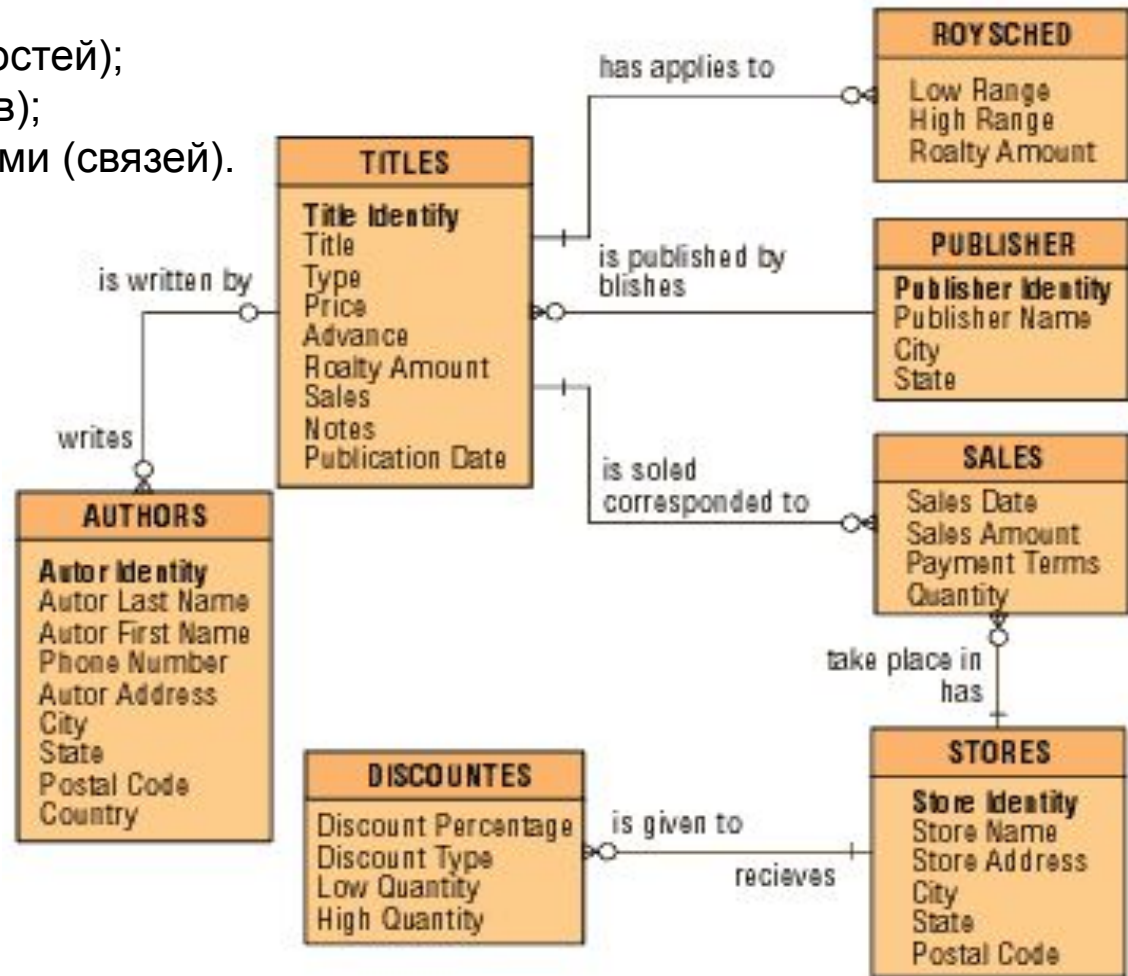 остей);
в);
ми (связей).
ROYSCHED
Low Range
High Range
Roalty Amount
has applies to
TITLES
Title Identify
Title
Type
Price
Advance
Roalty Amount
Sales
Notes
Publication Date
is published by
blishes
PUBLISHER
Publisher Identity
Publisher Name
City
State
is written by
writes
is soled
corresponded to
SALES
Sales Date
Sales Amount
Payment Terms
Quantity
AUTHORS
Autor Identity
Autor Last Name
Autor First Name
Phone Number
Autor Address
City
State
Postal Code
Country
take place in
has
DISCOUNTES
Discount Percentage
Discount Type
Low Quantity
High Quantity
is given to
recieves
STORES
Store Identity
Store Name
Store Address
City
State
Postal Code